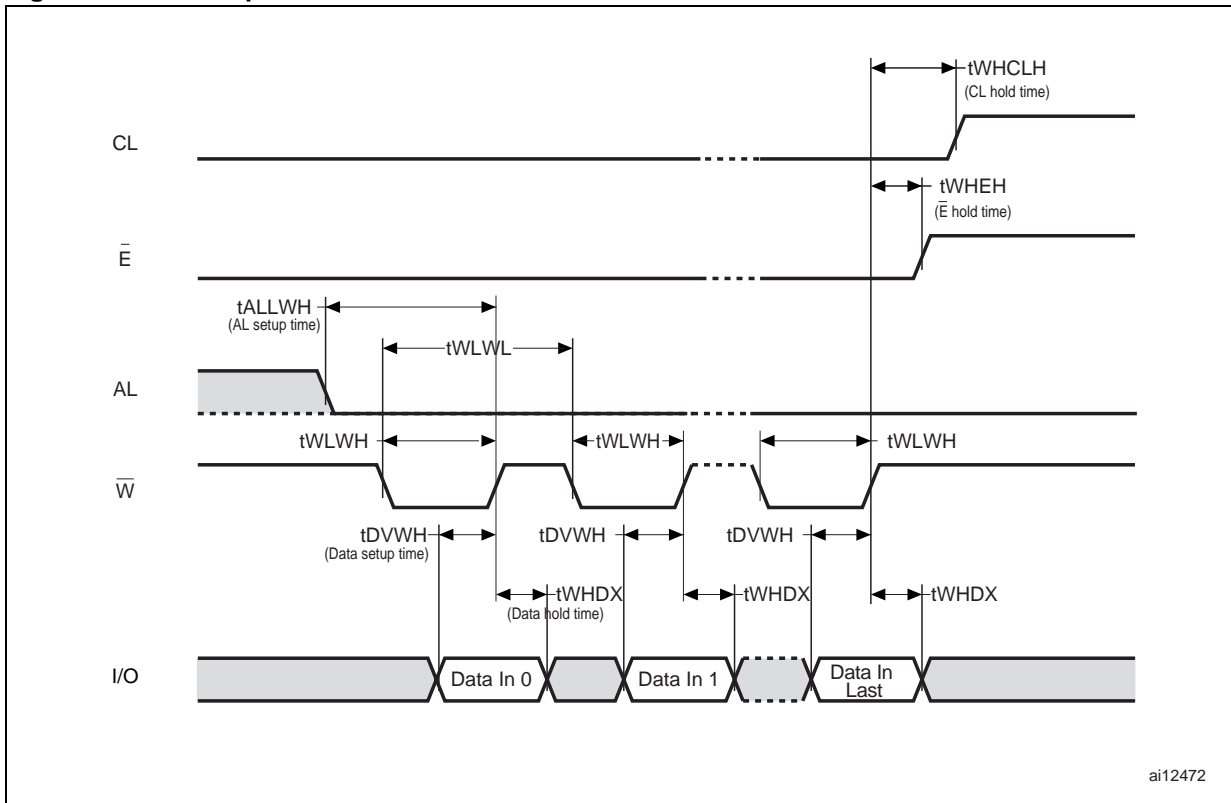 tWHCLH
(CL hold time)
CL
tWHEH
(E̅ hold time)
E̅
tALLWH
(AL setup time)
tWLWL
AL
tWLWH
tWLWH
tWLWH
W̅
tDVWH
(Data setup time)
tDVWH
tDVWH
tWHDX
(Data hold time)
tWHDX
tWHDX
I/O
Data In 0
Data In 1
Data In
Last
ai12472